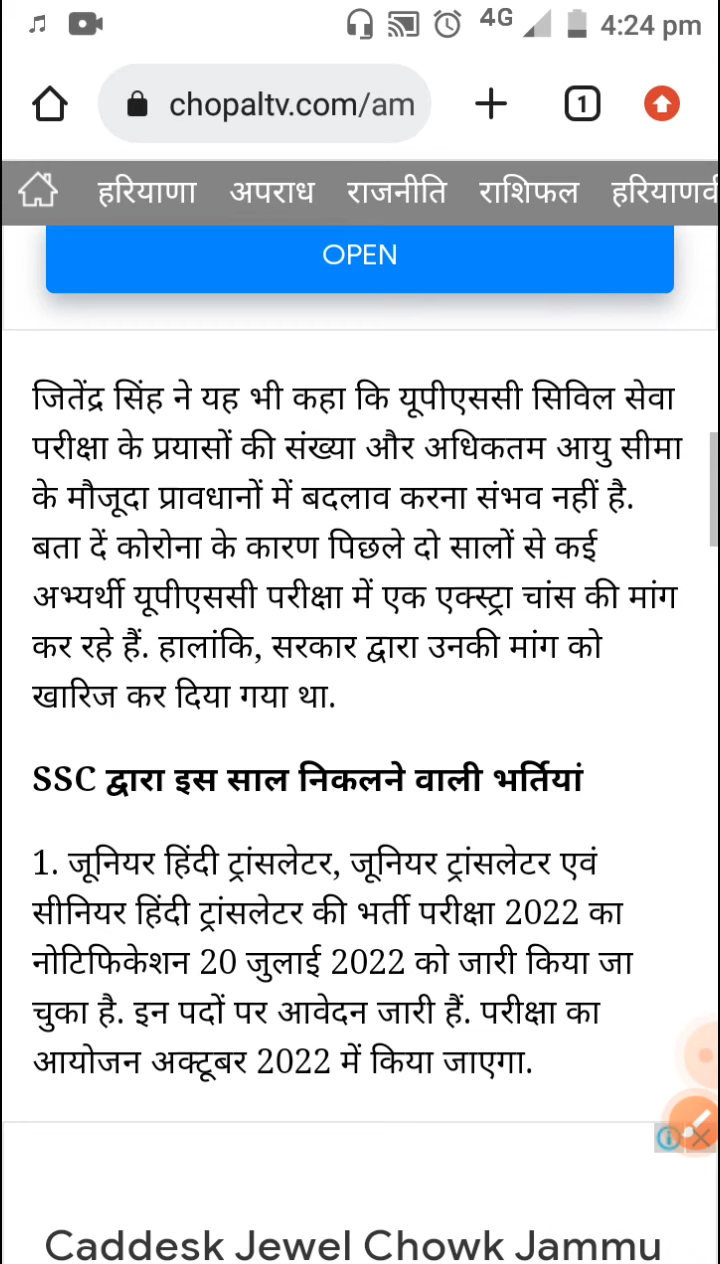 4G 4:24 pm
chopaltv.com/am 1
हरियाणा अपराध राजनीति राशिफल हरियाणवी
OPEN
जितेंद्र सिंह ने यह भी कहा कि यूपीएससी सिविल सेवा
परीक्षा के प्रयासों की संख्या और अधिकतम आयु सीमा
के मौजूदा प्रावधानों में बदलाव करना संभव नहीं है.
बता दें कोरोना के कारण पिछले दो सालों से कई
अभ्यर्थी यूपीएससी परीक्षा में एक एक्स्ट्रा चांस की मांग
कर रहे हैं. हालांकि, सरकार द्वारा उनकी मांग को
खारिज कर दिया गया था.
SSC द्वारा इस साल निकलने वाली भर्तियां
1. जूनियर हिंदी ट्रांसलेटर, जूनियर ट्रांसलेटर एवं
सीनियर हिंदी ट्रांसलेटर की भर्ती परीक्षा 2022 का
नोटिफिकेशन 20 जुलाई 2022 को जारी किया जा
चुका है. इन पदों पर आवेदन जारी हैं. परीक्षा का
आयोजन अक्टूबर 2022 में किया जाएगा.
Caddesk Jewel Chowk Jammu